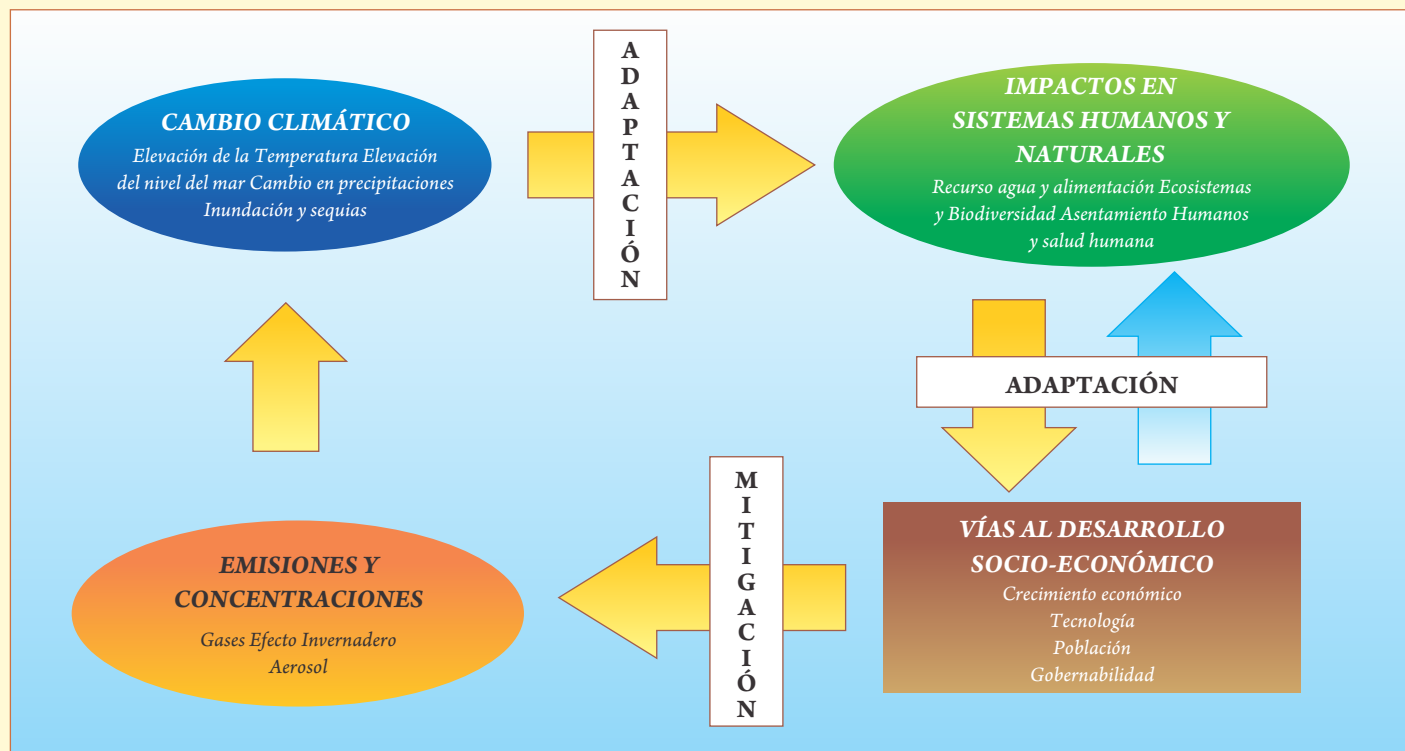 CAMBIO CLIMÁTICO
Elevación de la Temperatura Elevación
del nivel del mar Cambio en precipitaciones
Inundación y sequias
ADAPTACIÓN
IMPACTOS EN
SISTEMAS HUMANOS Y
NATURALES
Recurso agua y alimentación Ecosistemas
y Biodiversidad Asentamiento Humanos
y salud humana
ADAPTACIÓN
EMISIONES Y
CONCENTRACIONES
Gases Efecto Invernadero
Aerosol
MITIGACIÓN
VÍAS AL DESARROLLO
SOCIO-ECONÓMICO
Crecimiento económico
Tecnología
Población
Gobernabilidad